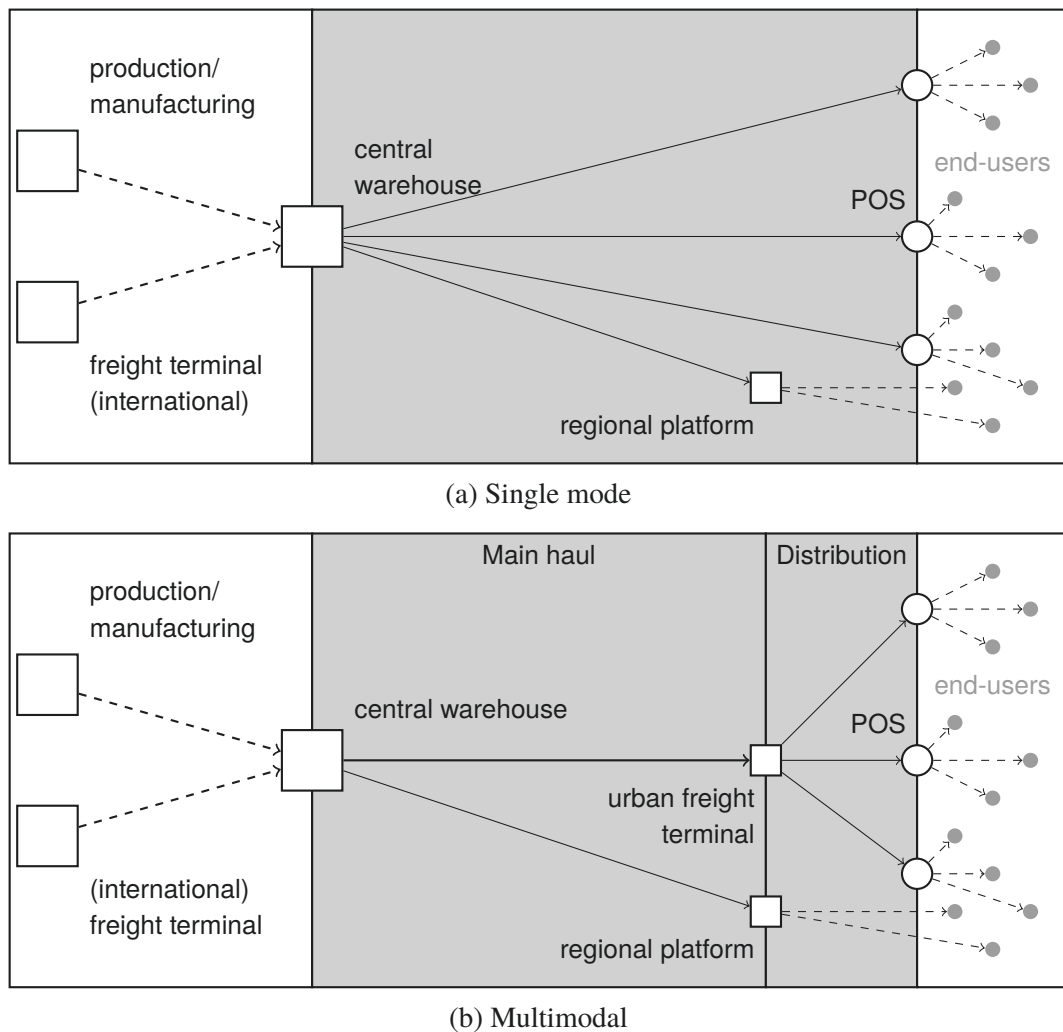 production/
manufacturing
central
warehouse
end-users
POS
freight terminal
(international)
regional platform
(a) Single mode
Main haul
Distribution
production/
manufacturing
end-users
central warehouse
POS
urban freight
terminal
(international)
freight terminal
regional platform
(b) Multimodal